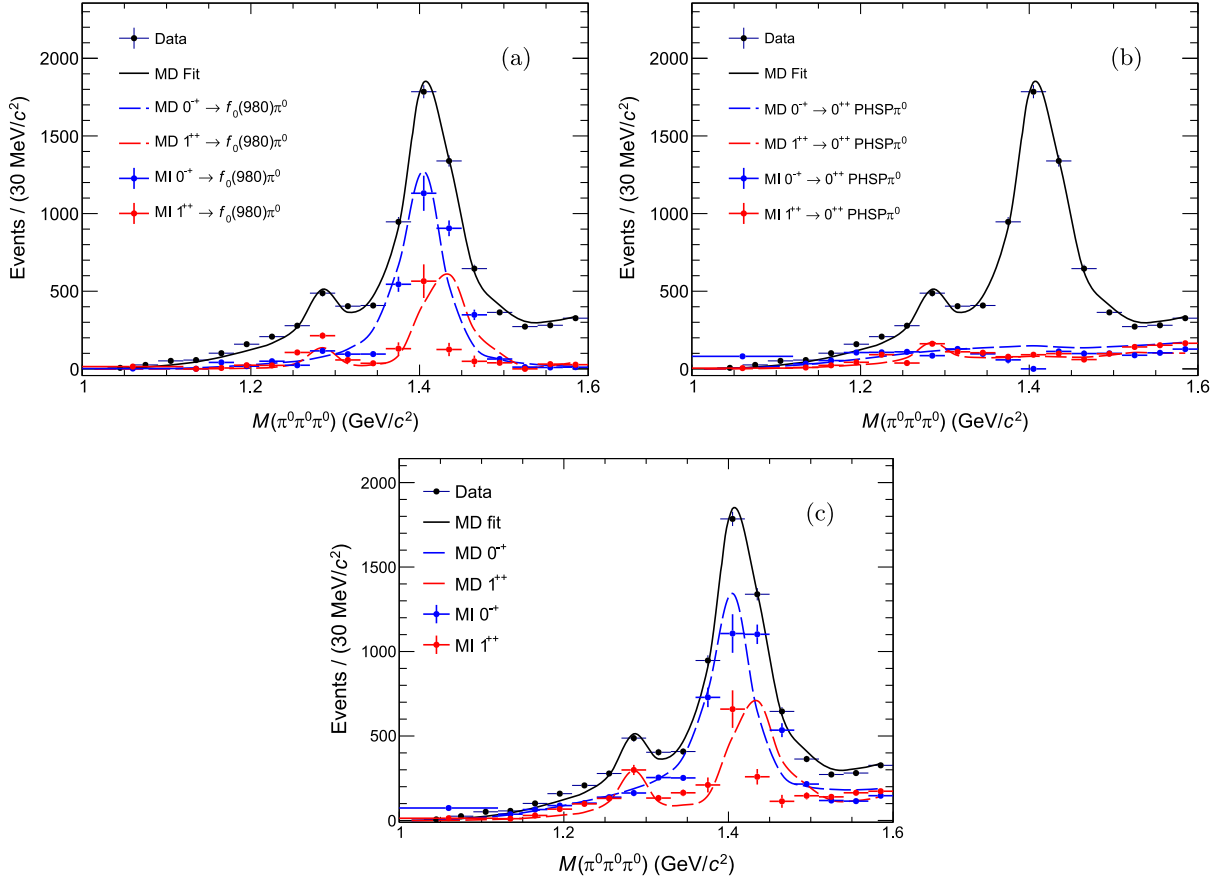 (a)
Data
MD Fit
MD 0⁻⁺ → f₀(980)π⁰
MD 1⁺⁺ → f₀(980)π⁰
MI 0⁻⁺ → f₀(980)π⁰
MI 1⁺⁺ → f₀(980)π⁰
Events / (30 MeV/c²)
2000
1500
1000
500
0
1 1.2 1.4 1.6
M(π⁰π⁰π⁰) (GeV/c²)
(b)
Data
MD Fit
MD 0⁻⁺ → 0⁺⁺ PHSPπ⁰
MD 1⁺⁺ → 0⁺⁺ PHSPπ⁰
MI 0⁻⁺ → 0⁺⁺ PHSPπ⁰
MI 1⁺⁺ → 0⁺⁺ PHSPπ⁰
Events / (30 MeV/c²)
2000
1500
1000
500
0
1 1.2 1.4 1.6
M(π⁰π⁰π⁰) (GeV/c²)
(c)
Data
MD fit
MD 0⁻⁺
MD 1⁺⁺
MI 0⁻⁺
MI 1⁺⁺
Events / (30 MeV/c²)
2000
1500
1000
500
0
1 1.2 1.4 1.6
M(π⁰π⁰π⁰) (GeV/c²)